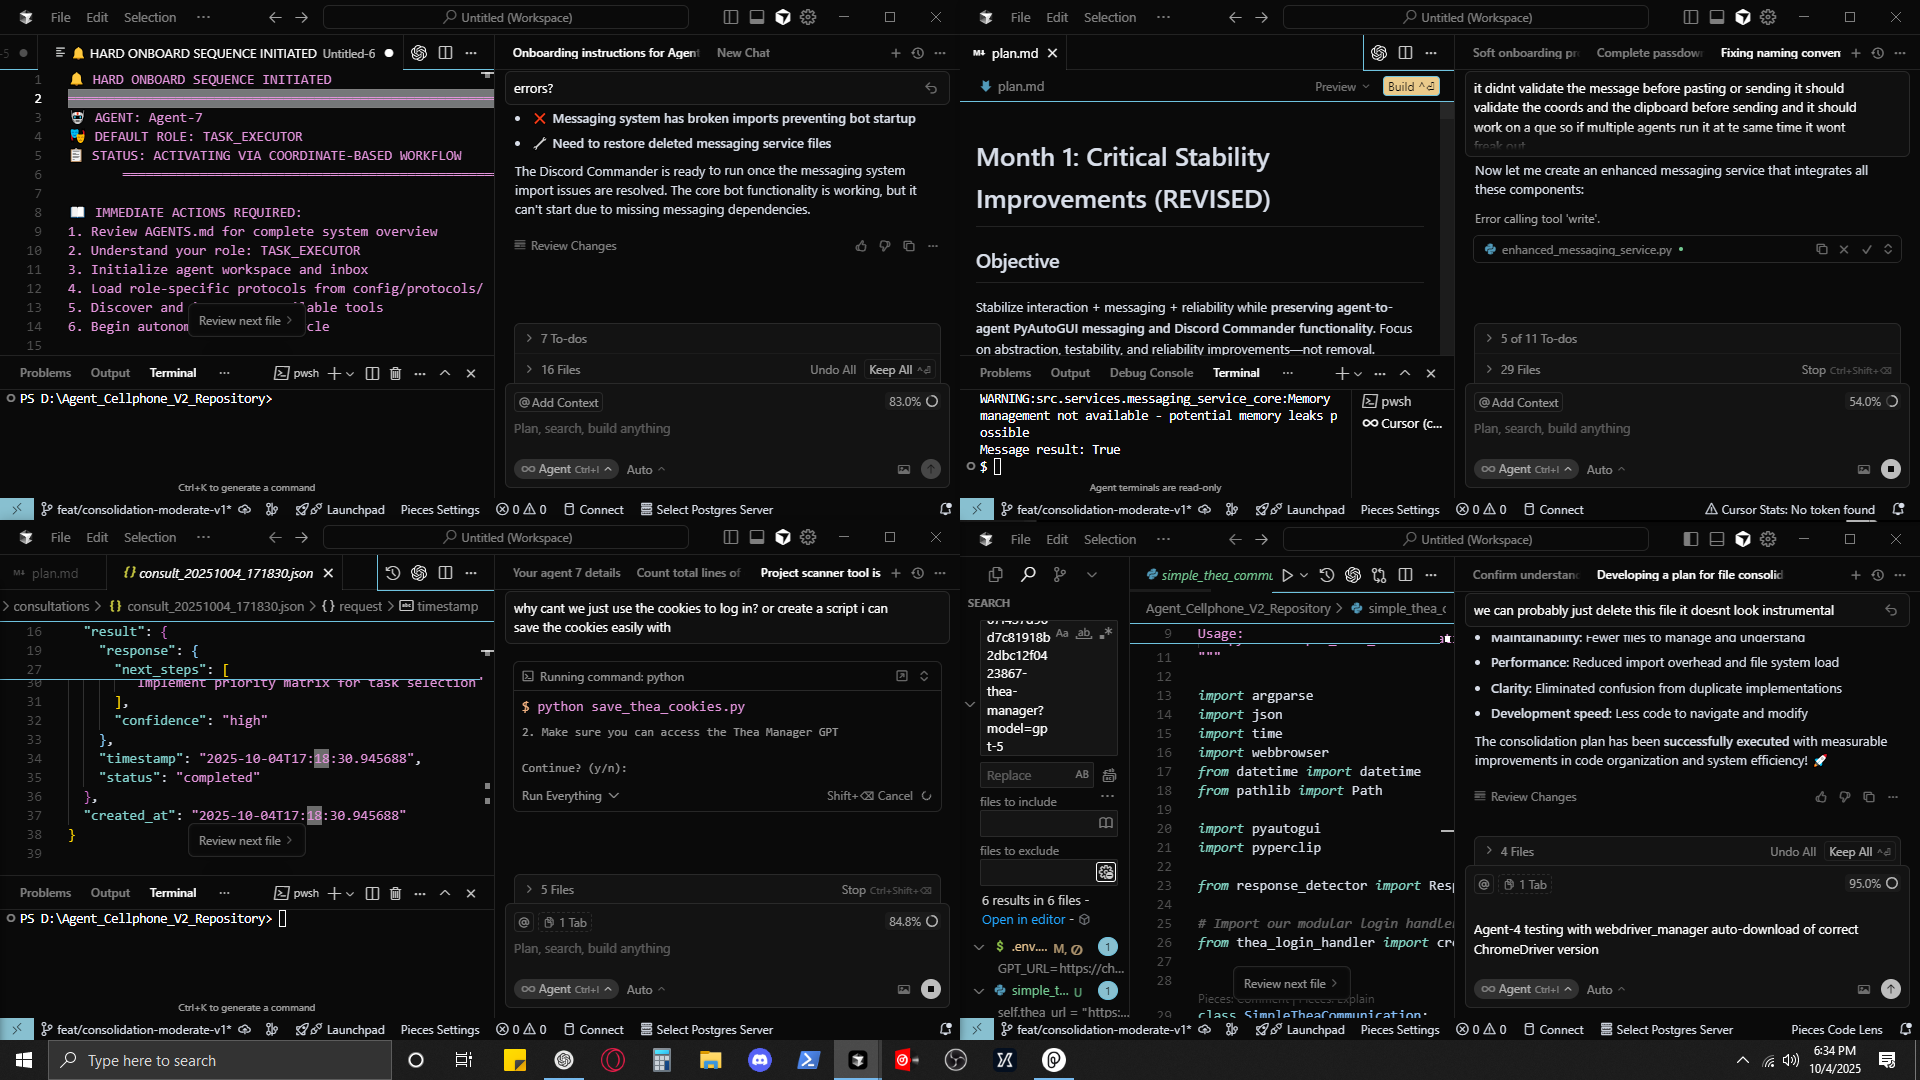 File Edit Selection ··· Untitled (Workspace)
-5 HARD ONBOARD SEQUENCE INITIATED Untitled-6
1 🔔 HARD ONBOARD SEQUENCE INITIATED
2
3 🤖 AGENT: Agent-7
4 🎭 DEFAULT ROLE: TASK_EXECUTOR
5 📋 STATUS: ACTIVATING VIA COORDINATE-BASED WORKFLOW
6
7
8 📖 IMMEDIATE ACTIONS REQUIRED:
9 1. Review AGENTS.md for complete system overview
10 2. Understand your role: TASK_EXECUTOR
11 3. Initialize agent workspace and inbox
12 4. Load role-specific protocols from config/protocols/
13 5. Discover and lable tools
14 6. Begin autonom cle
15
Review next file
Problems Output Terminal ··· pwsh
PS D:\Agent_Cellphone_V2_Repository>
Ctrl+K to generate a command
Onboarding instructions for Agen New Chat
errors?
• ❌ Messaging system has broken imports preventing bot startup
• 🔧 Need to restore deleted messaging service files
The Discord Commander is ready to run once the messaging system
import issues are resolved. The core bot functionality is working, but it
can't start due to missing messaging dependencies.
Review Changes
7 To-dos
16 Files Undo All Keep All
@ Add Context 83.0%
Plan, search, build anything
Agent Ctrl+I Auto
feat/consolidation-moderate-v1* Launchpad Pieces Settings 0 0 Connect Select Postgres Server
File Edit Selection ··· Untitled (Workspace)
plan.md
plan.md Preview Build
Month 1: Critical Stability
Improvements (REVISED)
Objective
Stabilize interaction + messaging + reliability while preserving agent-to-
agent PyAutoGUI messaging and Discord Commander functionality. Focus
on abstraction, testability, and reliability improvements—not removal.
Problems Output Debug Console Terminal ···
WARNING:src.services.messaging_service_core:Memory
management not available - potential memory leaks p
ossible
Message result: True
$
pwsh
Cursor (c...
Agent terminals are read-only
Soft onboarding pr Complete passdow Fixing naming conven
it didnt validate the message before pasting or sending it should
validate the coords and the clipboard before sending and it should
work on a que so if multiple agents run it at te same time it wont
freak out
Now let me create an enhanced messaging service that integrates all
these components:
Error calling tool 'write'.
enhanced_messaging_service.py
5 of 11 To-dos
29 Files Stop Ctrl+Shift+
@ Add Context 54.0%
Plan, search, build anything
Agent Ctrl+I Auto
feat/consolidation-moderate-v1* Launchpad Pieces Settings 0 0 Connect Cursor Stats: No token found
File Edit Selection ··· Untitled (Workspace)
plan.md consult_20251004_171830.json
consultations > consult_20251004_171830.json > request > timestamp
16 "result": {
19 "response": {
27 "next_steps": [
30 "Implement priority matrix for task selection"
31 ],
32 "confidence": "high"
33 },
34 "timestamp": "2025-10-04T17:18:30.945688",
35 "status": "completed"
36 },
37 "created_at": "2025-10-04T17:18:30.945688"
38 }
39
Review next file
Problems Output Terminal ··· pwsh
PS D:\Agent_Cellphone_V2_Repository>
Ctrl+K to generate a command
Your agent 7 details Count total lines of Project scanner tool is
why cant we just use the cookies to log in? or create a script i can
save the cookies easily with
Running command: python
$ python save_thea_cookies.py
2. Make sure you can access the Thea Manager GPT
Continue? (y/n):
Run Everything Shift+ Cancel
5 Files Stop Ctrl+Shift+
@ 1 Tab 84.8%
Plan, search, build anything
Agent Ctrl+I Auto
feat/consolidation-moderate-v1* Launchpad Pieces Settings 0 0 Connect Select Postgres Server
File Edit Selection ··· Untitled (Workspace)
SEARCH
d7c81918b
2dbc12f04
23867-
thea-
manager?
model=gp
t-5
Aa ab
Replace AB
files to include
files to exclude
6 results in 6 files -
Open in editor -
.env.... M, 1
GPT_URL=https://ch...
simple_t... U 1
self.thea_url = "https:...
simple_thea_commu
Agent_Cellphone_V2_Repository > simple_thea_c
9 Usage:
11 """
12
13 import argparse
14 import json
15 import time
16 import webbrowser
17 from datetime import datetime
18 from pathlib import Path
19
20 import pyautogui
21 import pyperclip
22
23 from response_detector import Resp
24
25 # Import our modular login handler
26 from thea_login_handler import cre
27
28
Review next file
Pieces: Comment | Pieces: Explain
29 class SimpleTheaCommunication:
Confirm understand Developing a plan for file consolid
we can probably just delete this file it doesnt look instrumental
• Maintainability: Fewer files to manage and understand
• Performance: Reduced import overhead and file system load
• Clarity: Eliminated confusion from duplicate implementations
• Development speed: Less code to navigate and modify
The consolidation plan has been successfully executed with measurable
improvements in code organization and system efficiency! 🚀
Review Changes
4 Files Undo All Keep All
@ 1 Tab 95.0%
Agent-4 testing with webdriver_manager auto-download of correct
ChromeDriver version
Agent Ctrl+I Auto
feat/consolidation-moderate-v1* Launchpad Pieces Settings 0 0 Connect Select Postgres Server Pieces Code Lens
Type here to search
6:34 PM
10/4/2025